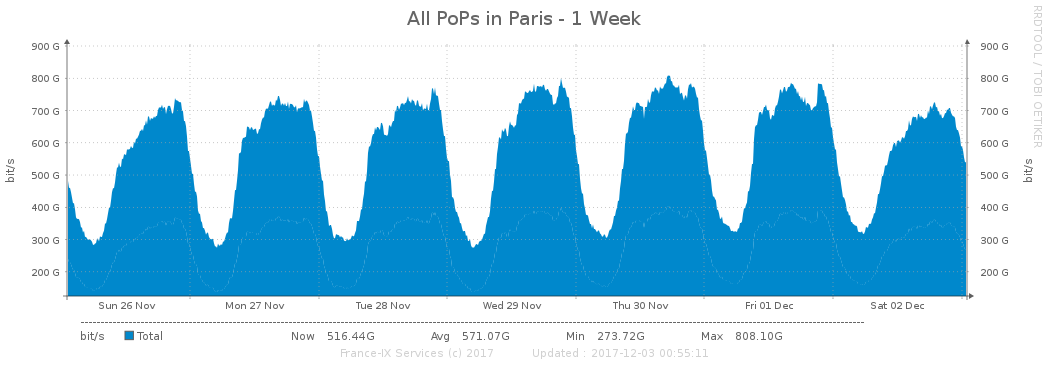 All PoPs in Paris - 1 Week
RRDTOOL / TOBI OETIKER
900 G 900 G
800 G 800 G
700 G 700 G
600 G 600 G
500 G 500 G
400 G 400 G
300 G 300 G
200 G 200 G
bit/s bit/s
Sun 26 Nov Mon 27 Nov Tue 28 Nov Wed 29 Nov Thu 30 Nov Fri 01 Dec Sat 02 Dec
bit/s Total Now 516.44G Avg 571.07G Min 273.72G Max 808.10G
France-IX Services (c) 2017 Updated : 2017-12-03 00:55:11